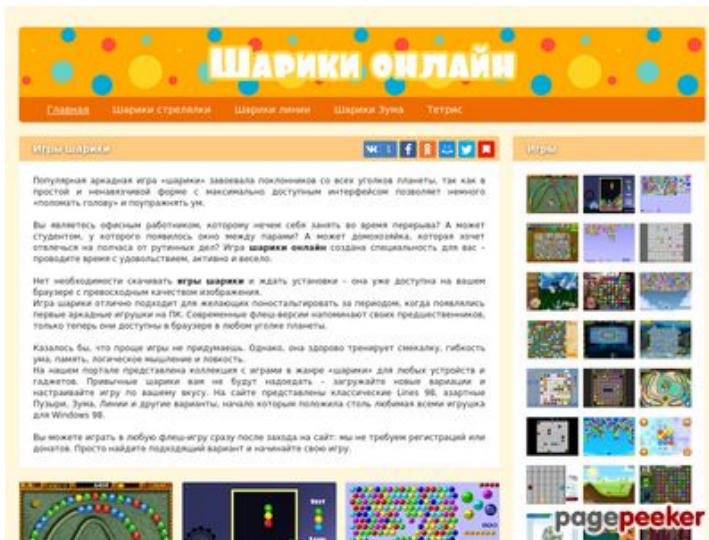 Шарики онлайн
Главная Шарики стрелялки Шарики линии Шарики Зума Тетрис
Игры шарики
Игры
Популярная аркадная игра «шарики» завоевала поклонников со всех уголков планеты, так как в
простой и ненавязчивой форме с максимально доступным интерфейсом позволяет немного
«поломать голову» и поупражнять ум.
Вы являетесь офисным работником, которому нечем себя занять во время перерыва? А может
студентом, у которого появилось окно между парами? А может домохозяйка, которая хочет
отвлечься на полчаса от рутинных дел? Игра шарики онлайн создана специальность для вас –
проводите время с удовольствием, активно и весело.
Нет необходимости скачивать игры шарики и ждать установки – она уже доступна на вашем
браузере с превосходным качеством изображения.
Игра шарики отлично подходит для желающих поностальгировать за периодом, когда появлялись
первые аркадные игрушки на ПК. Современные флеш-версии напоминают своих предшественников,
только теперь они доступны в браузере в любом уголке планеты.
Казалось бы, что проще игры не придумаешь. Однако, она здорово тренирует смекалку, гибкость
ума, память, логическое мышление и ловкость.
На нашем портале представлена коллекция с играми в жанре «шарики» для любых устройств и
гаджетов. Привычные шарики вам не будут надоедать – загружайте новые вариации и
настраивайте игру по вашему вкусу. На сайте представлены классические Lines 98, азартные
Пузыри, Зума, Линии и другие варианты, начало которым положила столь любимая всеми игрушка
для Windows 98.
Вы можете играть в любую флеш-игру сразу после захода на сайт: мы не требуем регистраций или
донатов. Просто найдите подходящий вариант и начинайте свою игру.
pagepeeker